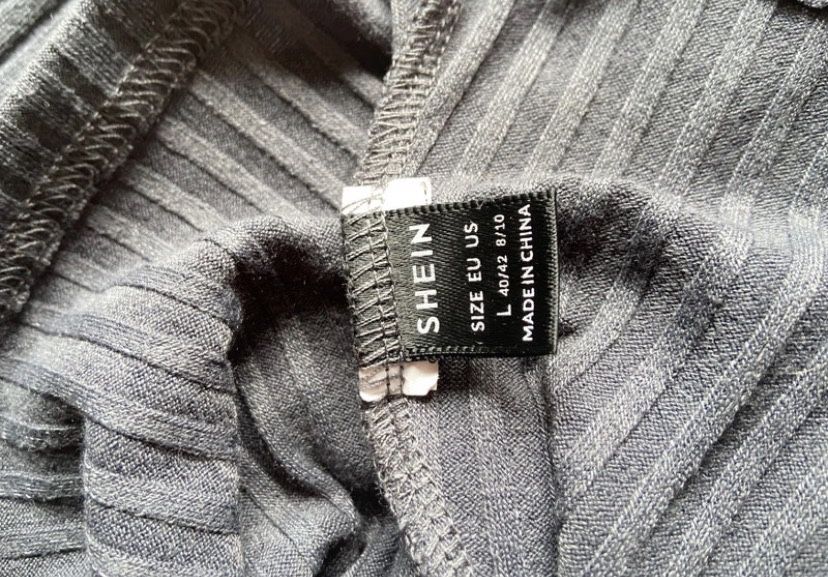 SHEIN
SIZE EU US
L 40/42 8/10
MADE IN CHINA